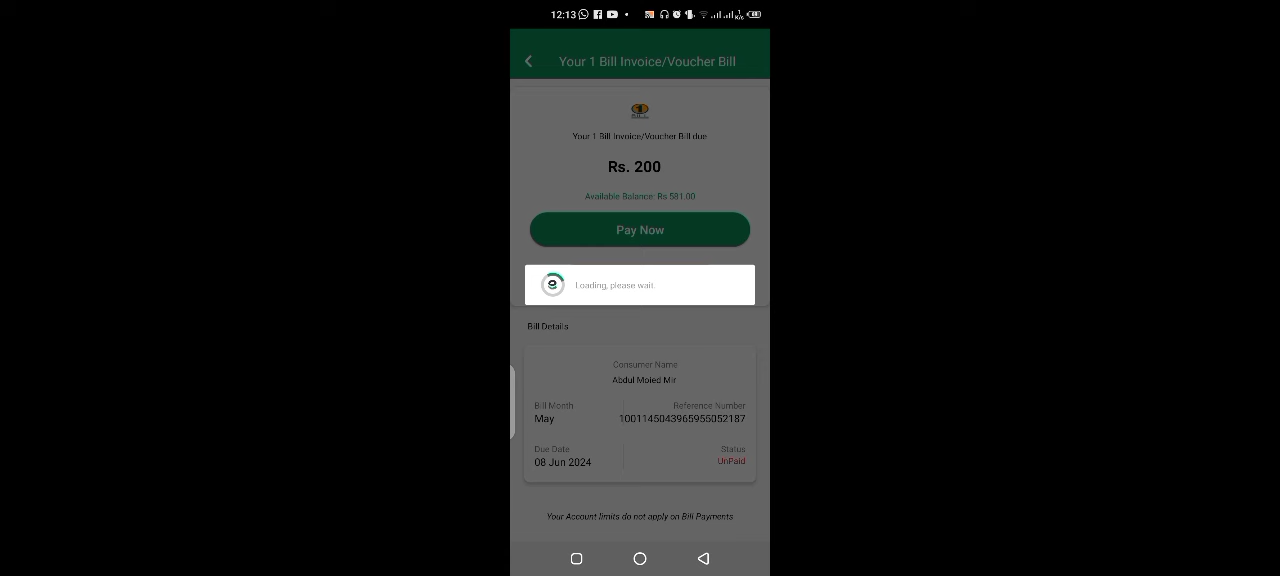 12:13
Your 1 Bill Invoice/Voucher Bill
Your 1 Bill Invoice/Voucher Bill due
Rs. 200
Available Balance: Rs 581.00
Pay Now
Loading, please wait.
Bill Details
Consumer Name
Abdul Moied Mir
Bill Month
Reference Number
May
1001145043965955052187
Due Date
Status
08 Jun 2024
UnPaid
Your Account limits do not apply on Bill Payments